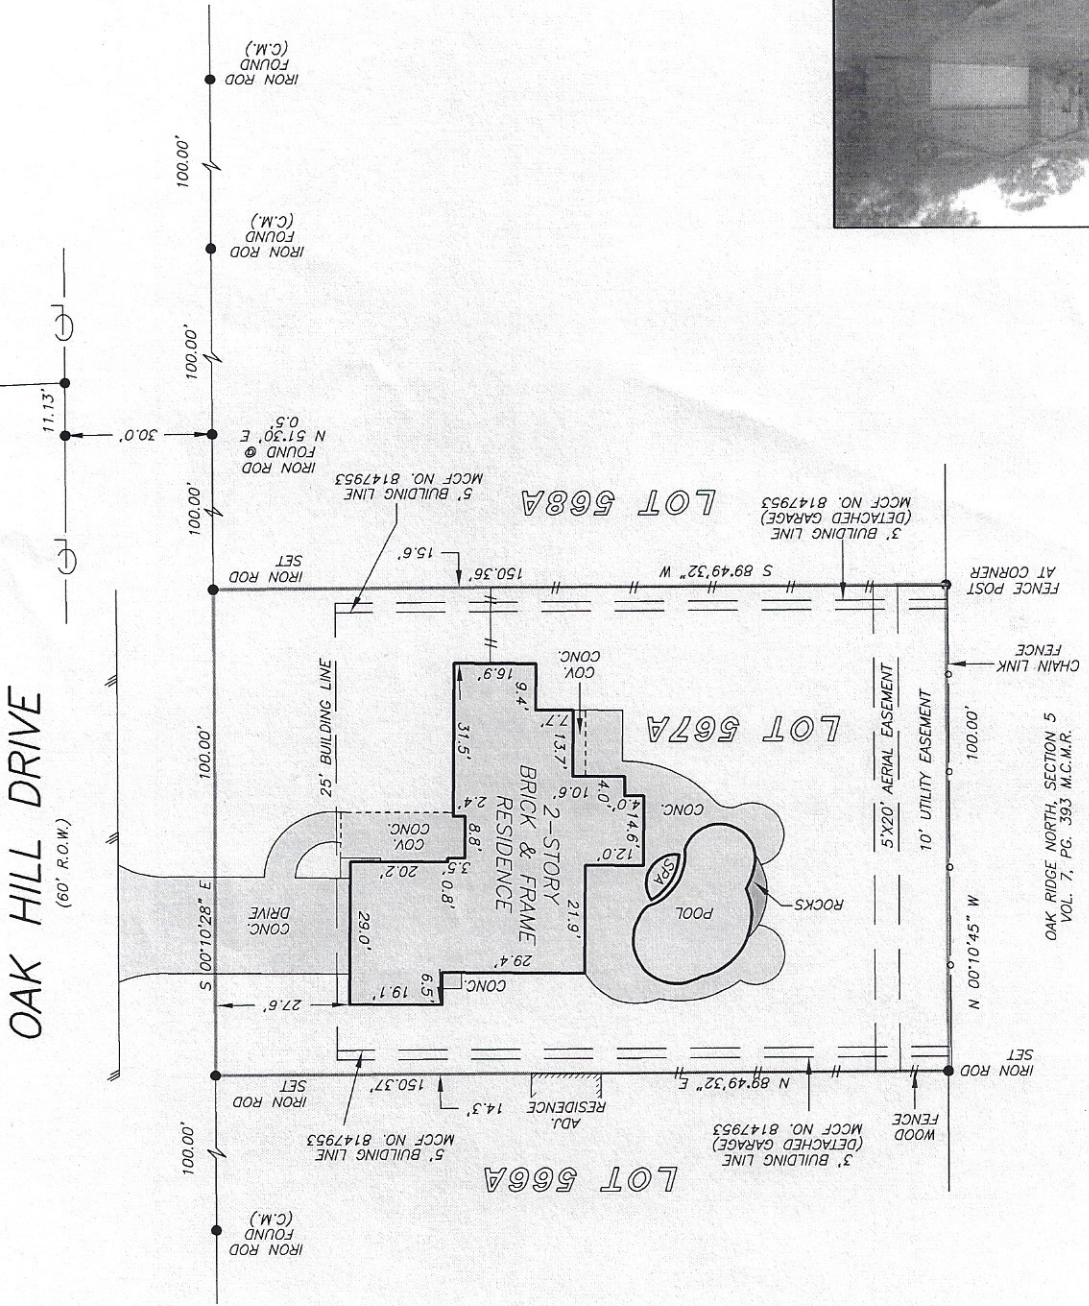 OAK HILL DRIVE
(60' R.O.W.)
11.13'
30.0'
IRON ROD
FOUND
(C.M.)
100.00'
IRON ROD
FOUND
(C.M.)
100.00'
IRON ROD
FOUND @
N 51°30' E
0.5'
100.00'
IRON ROD
SET
S 00°10'28" E
100.00'
IRON ROD
SET
100.00'
IRON ROD
FOUND
(C.M.)
5' BUILDING LINE
MCCF NO. 8147953
LOT 568A
3' BUILDING LINE
(DETACHED GARAGE)
MCCF NO. 8147953
15.6'
150.36'
S 89°49'32" W
FENCE POST
AT CORNER
CHAIN LINK
FENCE
25' BUILDING LINE
LOT 567A
16.9'
9.4'
7.7'
13.7'
10.6'
4.0'
4.0'
14.6'
12.0'
21.9'
29.4'
6.5'
19.1'
29.0'
20.2'
3.5'
0.8'
8.8'
2.4'
31.5'
COV.
CONC.
COV.
CONC.
CONC.
CONC.
CONC.
DRIVE
2-STORY
BRICK & FRAME
RESIDENCE
SPA
POOL
ROCKS
27.6'
5'X20' AERIAL EASEMENT
10' UTILITY EASEMENT
N 00°10'45" W
100.00'
OAK RIDGE NORTH, SECTION 5
VOL. 7, PG. 393 M.C.M.R.
IRON ROD
SET
WOOD
FENCE
N 89°49'32" E
150.37'
14.3'
ADJ.
RESIDENCE
5' BUILDING LINE
MCCF NO. 8147953
3' BUILDING LINE
(DETACHED GARAGE)
MCCF NO. 8147953
LOT 566A